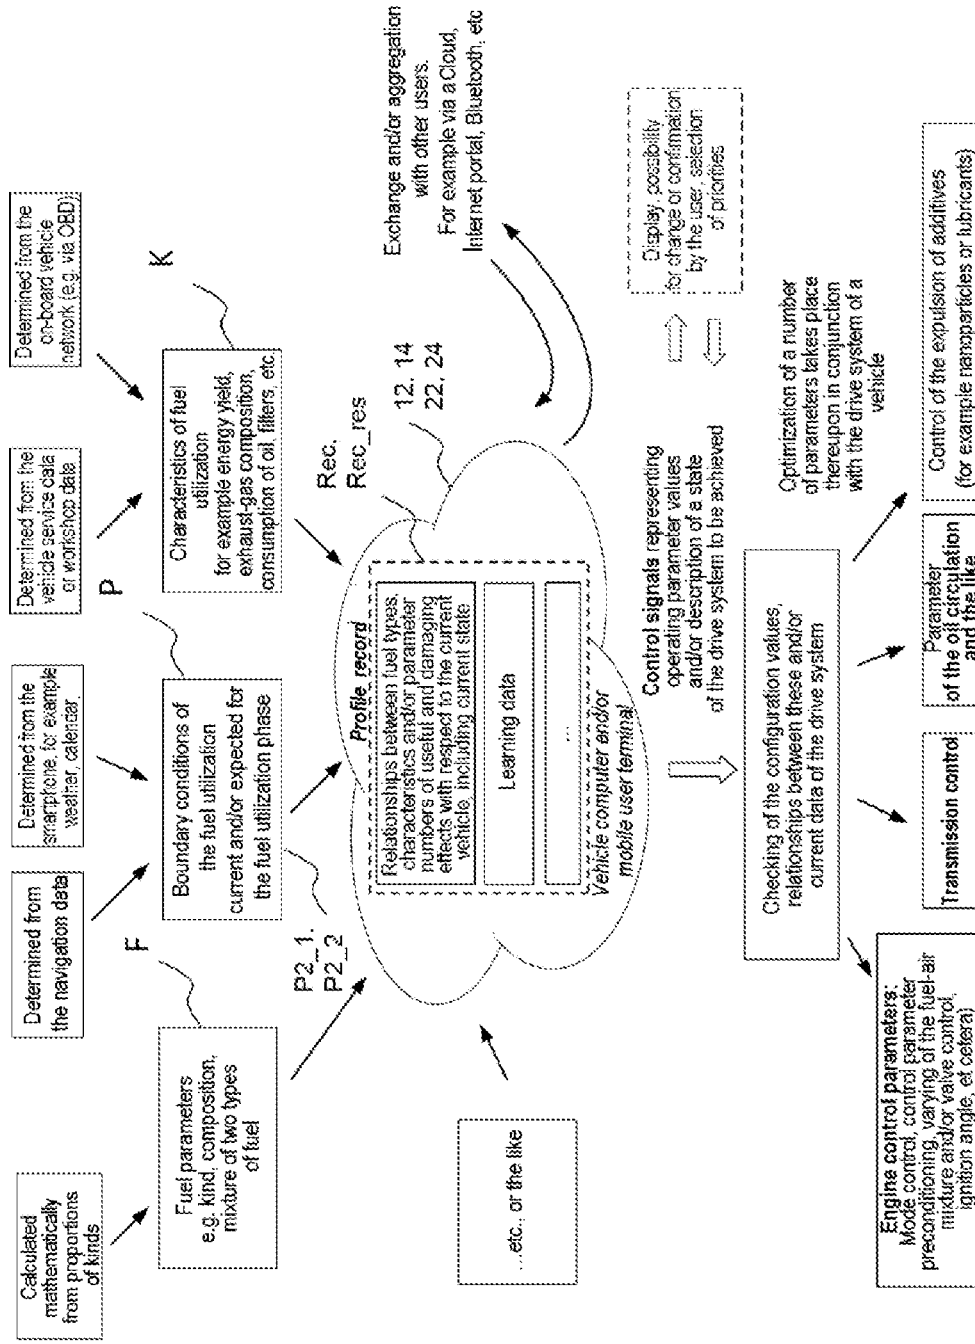 Calculated
mathematically
from proportions
of kinds
Determined from
the navigation data
Determined from the
smartphone, for example
weather, calendar
Determined from the
vehicle service data
or workshop data
Determined from the
on-board vehicle
network (e.g. via OBD)
F
P
K
Fuel parameters
e.g. kind, composition,
mixture of two types
of fuel
Boundary conditions of
the fuel utilization
current and/or expected for
the fuel utilization phase
Characteristics of fuel
utilization
for example energy yield,
exhaust-gas composition,
consumption of oil, filters, etc.
P2_1,
P2_2
Rec,
Rec_res
12, 14
22, 24
Exchange and/or aggregation
with other users.
For example via a Cloud,
Internet portal, Bluetooth, etc
...etc., or the like
Profile record
Relationships between fuel types,
characteristics and/or parameter
numbers of useful and damaging
effects with respect to the current
vehicle, including current state
Learning data
...
Vehicle computer and/or
mobile user terminal
Control signals representing
operating parameter values
and/or description of a state
of the drive system to be achieved
Display, possibility
for change or confirmation
by the user, selection
of priorities
Checking of the configuration values,
relationships between these and/or
current data of the drive system
Optimization of a number
of parameters takes place
thereupon in conjunction
with the drive system of a
vehicle
Engine control parameters:
Mode control, control parameter
preconditioning, varying of the fuel-air
mixture and/or valve control,
ignition angle, et cetera)
Transmission control
Parameter
of the oil circulation
and the like
Control of the expulsion of additives
(for example nanoparticles or lubricants)